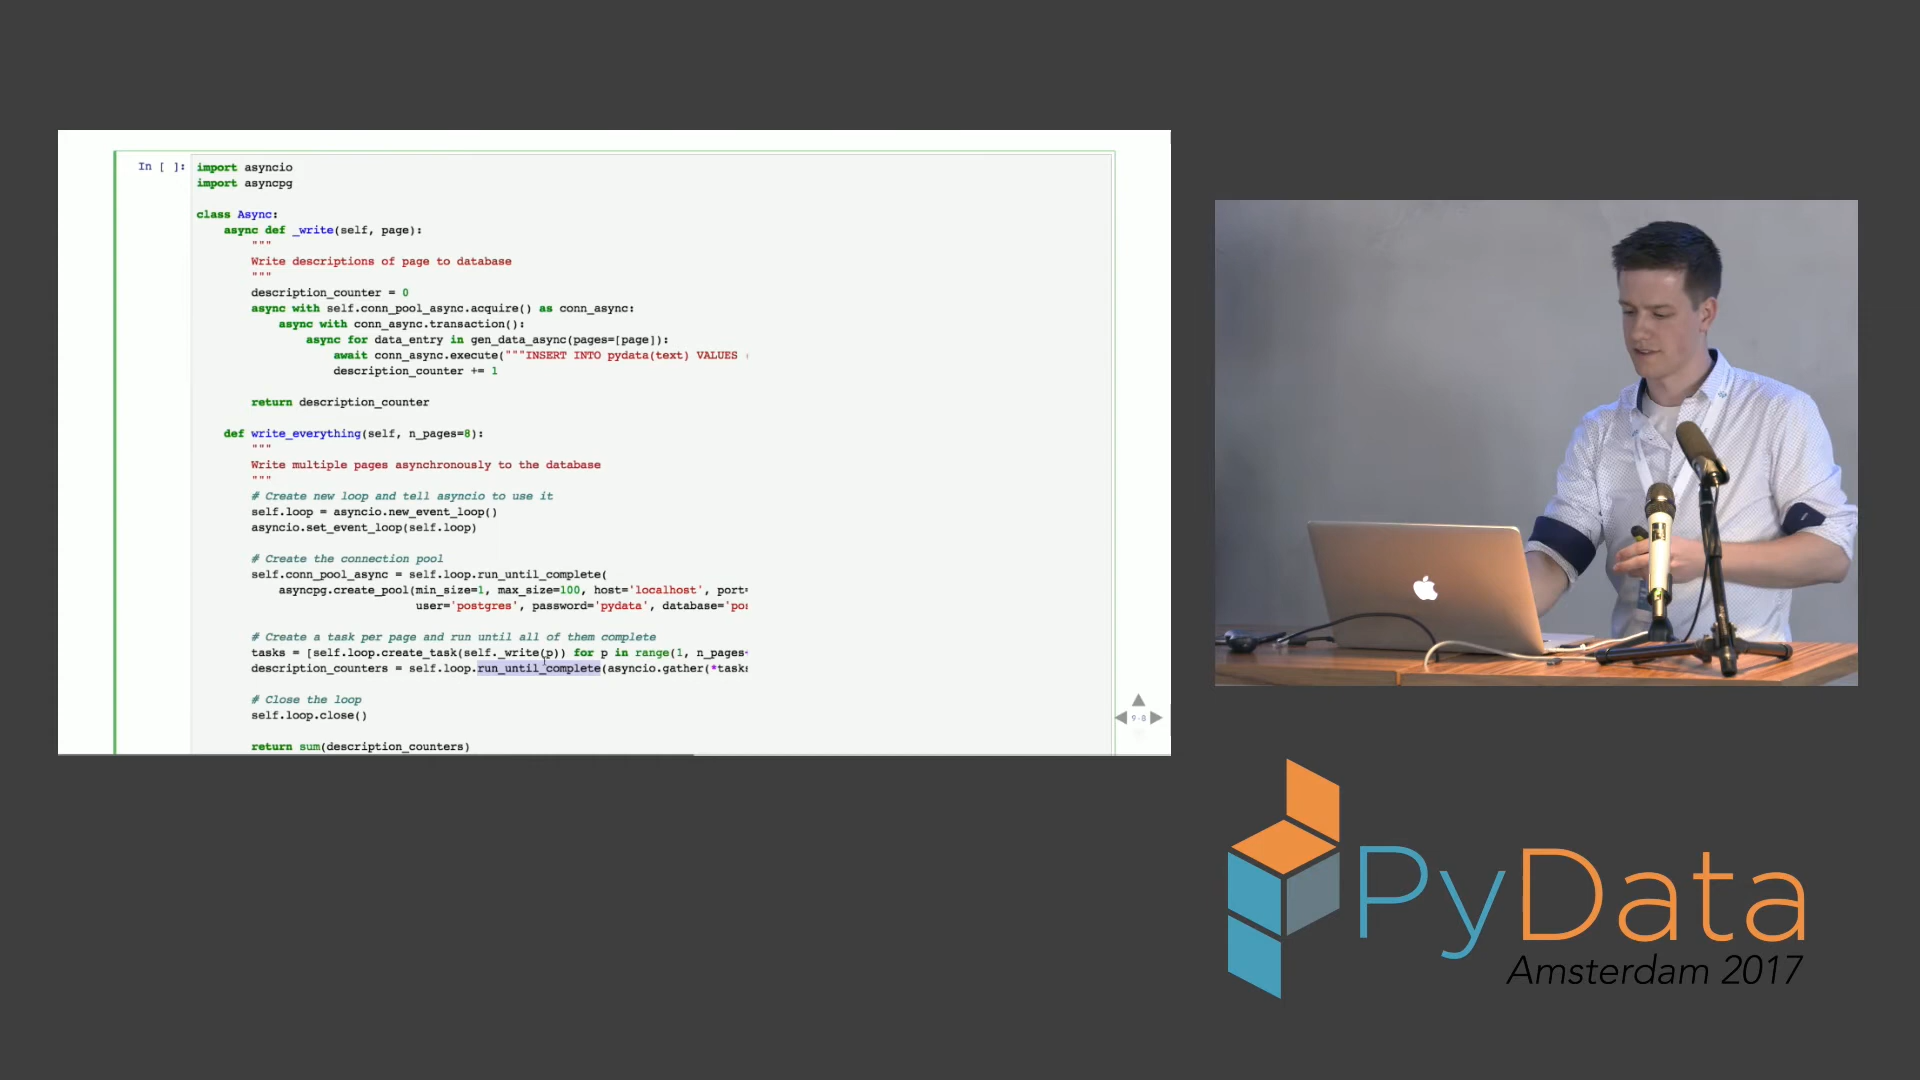 In [ ]:
import asyncio
import asyncpg
class Async:
async def _write(self, page):
"""
Write descriptions of page to database
"""
description_counter = 0
async with self.conn_pool_async.acquire() as conn_async:
async with conn_async.transaction():
async for data_entry in gen_data_async(pages=[page]):
await conn_async.execute("""INSERT INTO pydata(text) VALUES (
description_counter += 1
return description_counter
def write_everything(self, n_pages=8):
"""
Write multiple pages asynchronously to the database
"""
# Create new loop and tell asyncio to use it
self.loop = asyncio.new_event_loop()
asyncio.set_event_loop(self.loop)
# Create the connection pool
self.conn_pool_async = self.loop.run_until_complete(
asyncpg.create_pool(min_size=1, max_size=100, host='localhost', port=
user='postgres', password='pydata', database='pos
# Create a task per page and run until all of them complete
tasks = [self.loop.create_task(self._write(p)) for p in range(1, n_pages+
description_counters = self.loop.run_until_complete(asyncio.gather(*tasks
# Close the loop
self.loop.close()
return sum(description_counters)
9-8
PyData
Amsterdam 2017